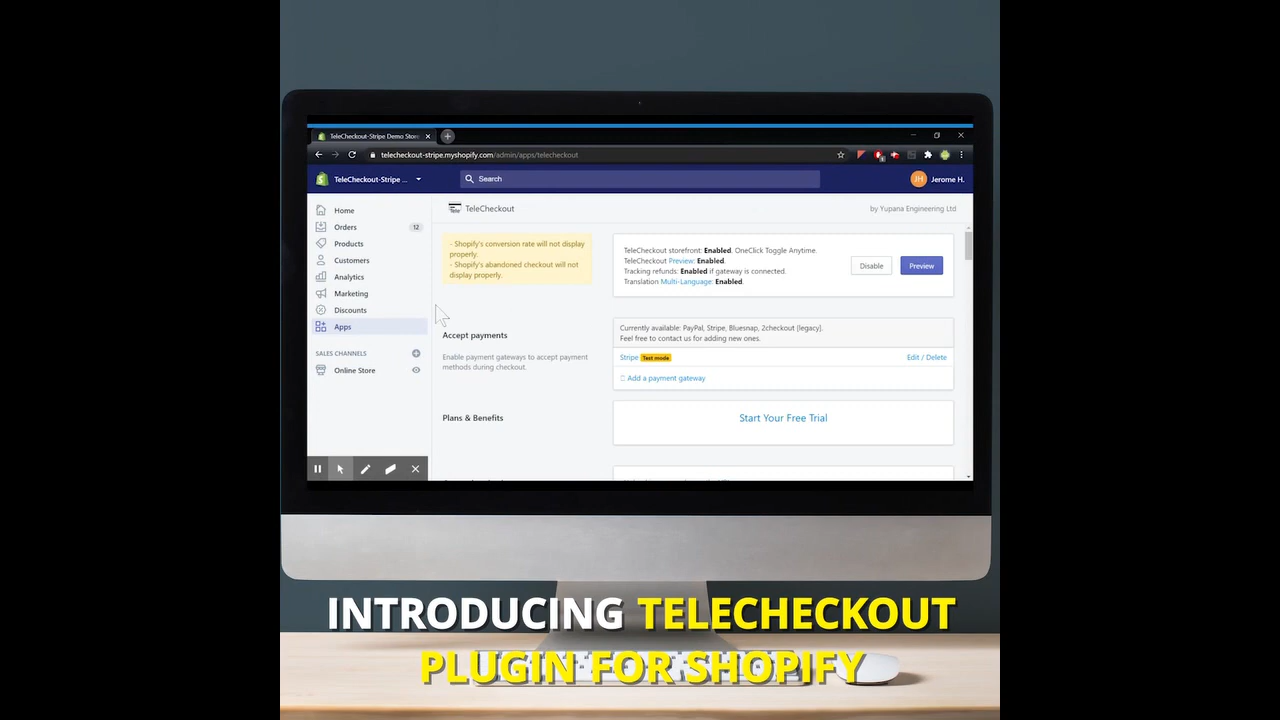 TeleCheckout-Stripe Demo Store
telecheckout-stripe.myshopify.com/admin/apps/telecheckout
TeleCheckout-Stripe ...
Search
JH
Jerome H.
Home
Orders
12
Products
Customers
Analytics
Marketing
Discounts
Apps
SALES CHANNELS
Online Store
TeleCheckout
by Yupana Engineering Ltd
- Shopify's conversion rate will not display
properly.
- Shopify's abandoned checkout will not
display properly.
TeleCheckout storefront: Enabled. OneClick Toggle Anytime.
TeleCheckout Preview: Enabled.
Tracking refunds: Enabled if gateway is connected.
Translation Multi-Language: Enabled.
Disable
Preview
Accept payments
Enable payment gateways to accept payment
methods during checkout.
Currently available: PayPal, Stripe, Bluesnap, 2checkout (legacy).
Feel free to contact us for adding new ones.
Stripe Test mode
Edit / Delete
Add a payment gateway
Plans & Benefits
Start Your Free Trial
INTRODUCING TELECHECKOUT
PLUGIN FOR SHOPIFY